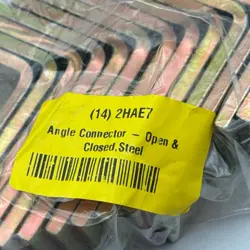 (14) 2HAE7
Angle Connector – Open &
Closed,Steel